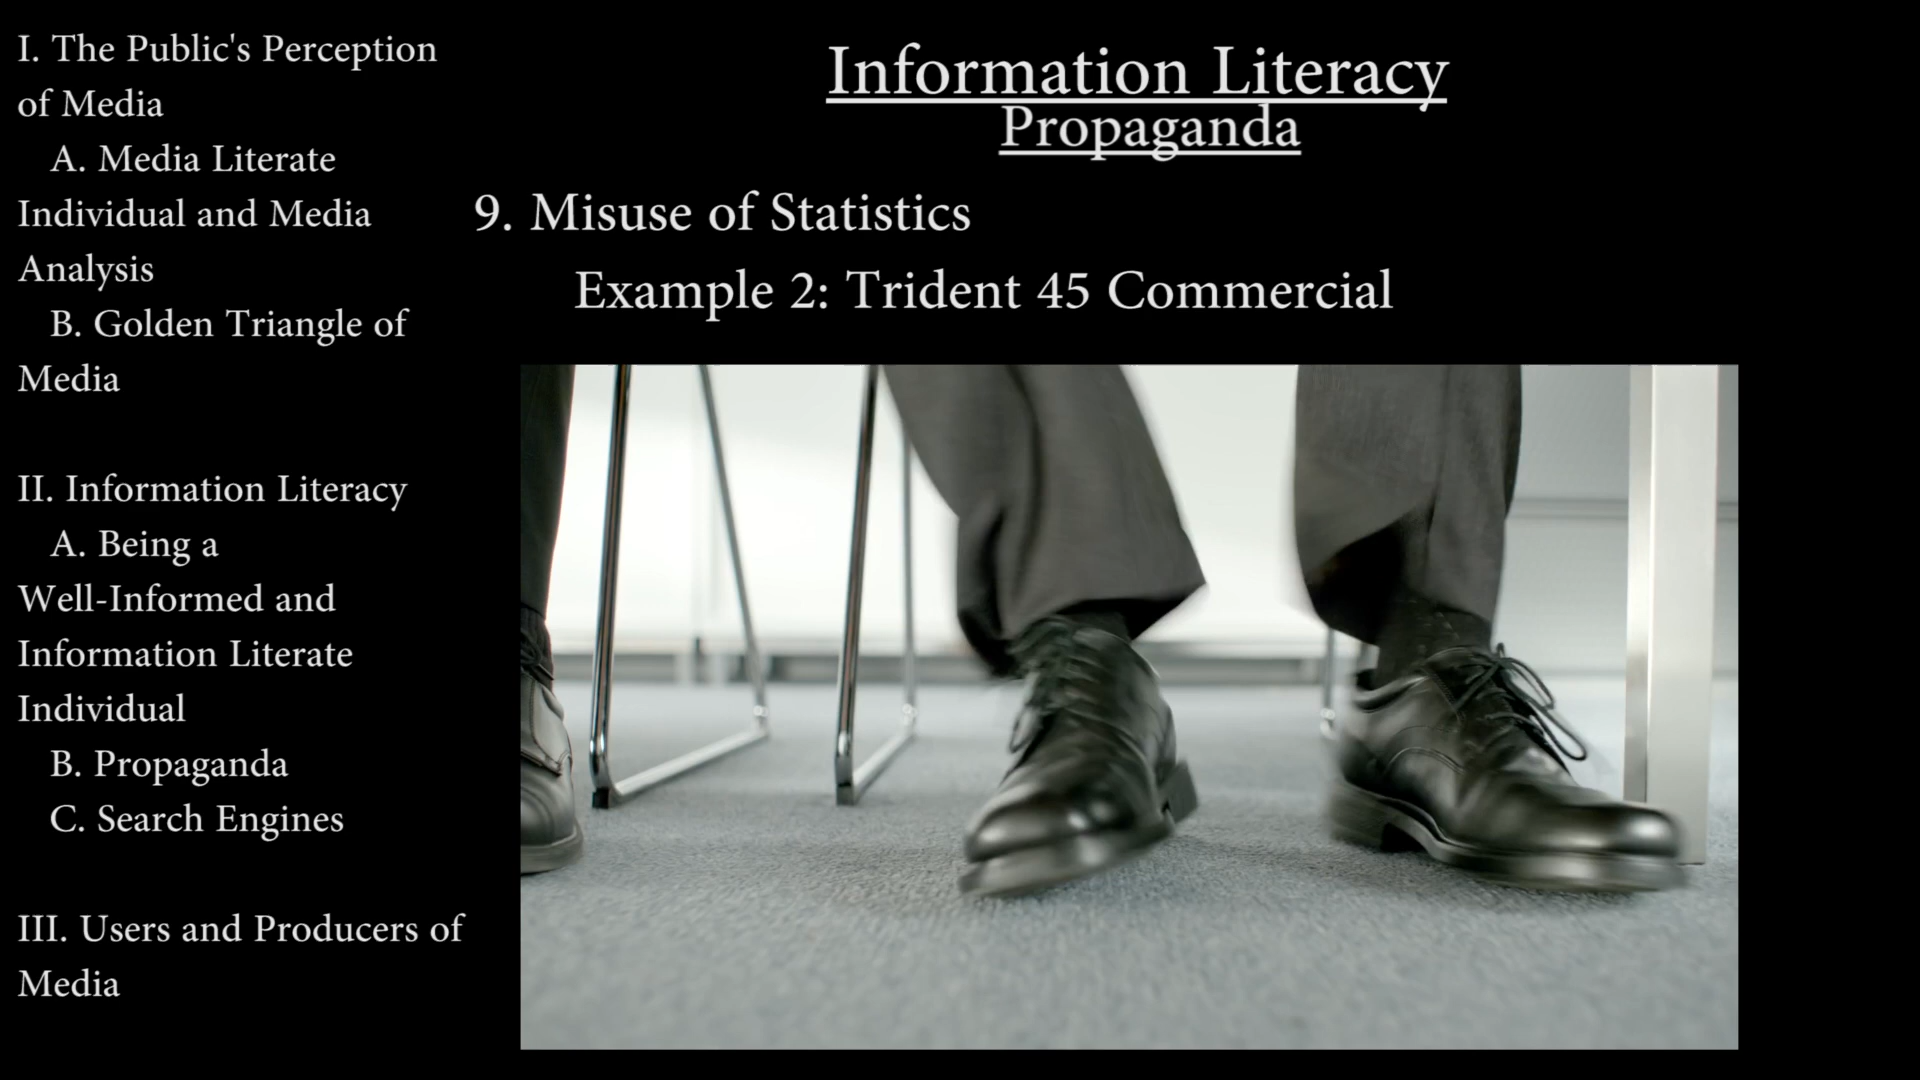 I. The Public's Perception
of Media
A. Media Literate
Individual and Media
Analysis
B. Golden Triangle of
Media
II. Information Literacy
A. Being a
Well-Informed and
Information Literate
Individual
B. Propaganda
C. Search Engines
III. Users and Producers of
Media
Information Literacy
Propaganda
9. Misuse of Statistics
Example 2: Trident 45 Commercial